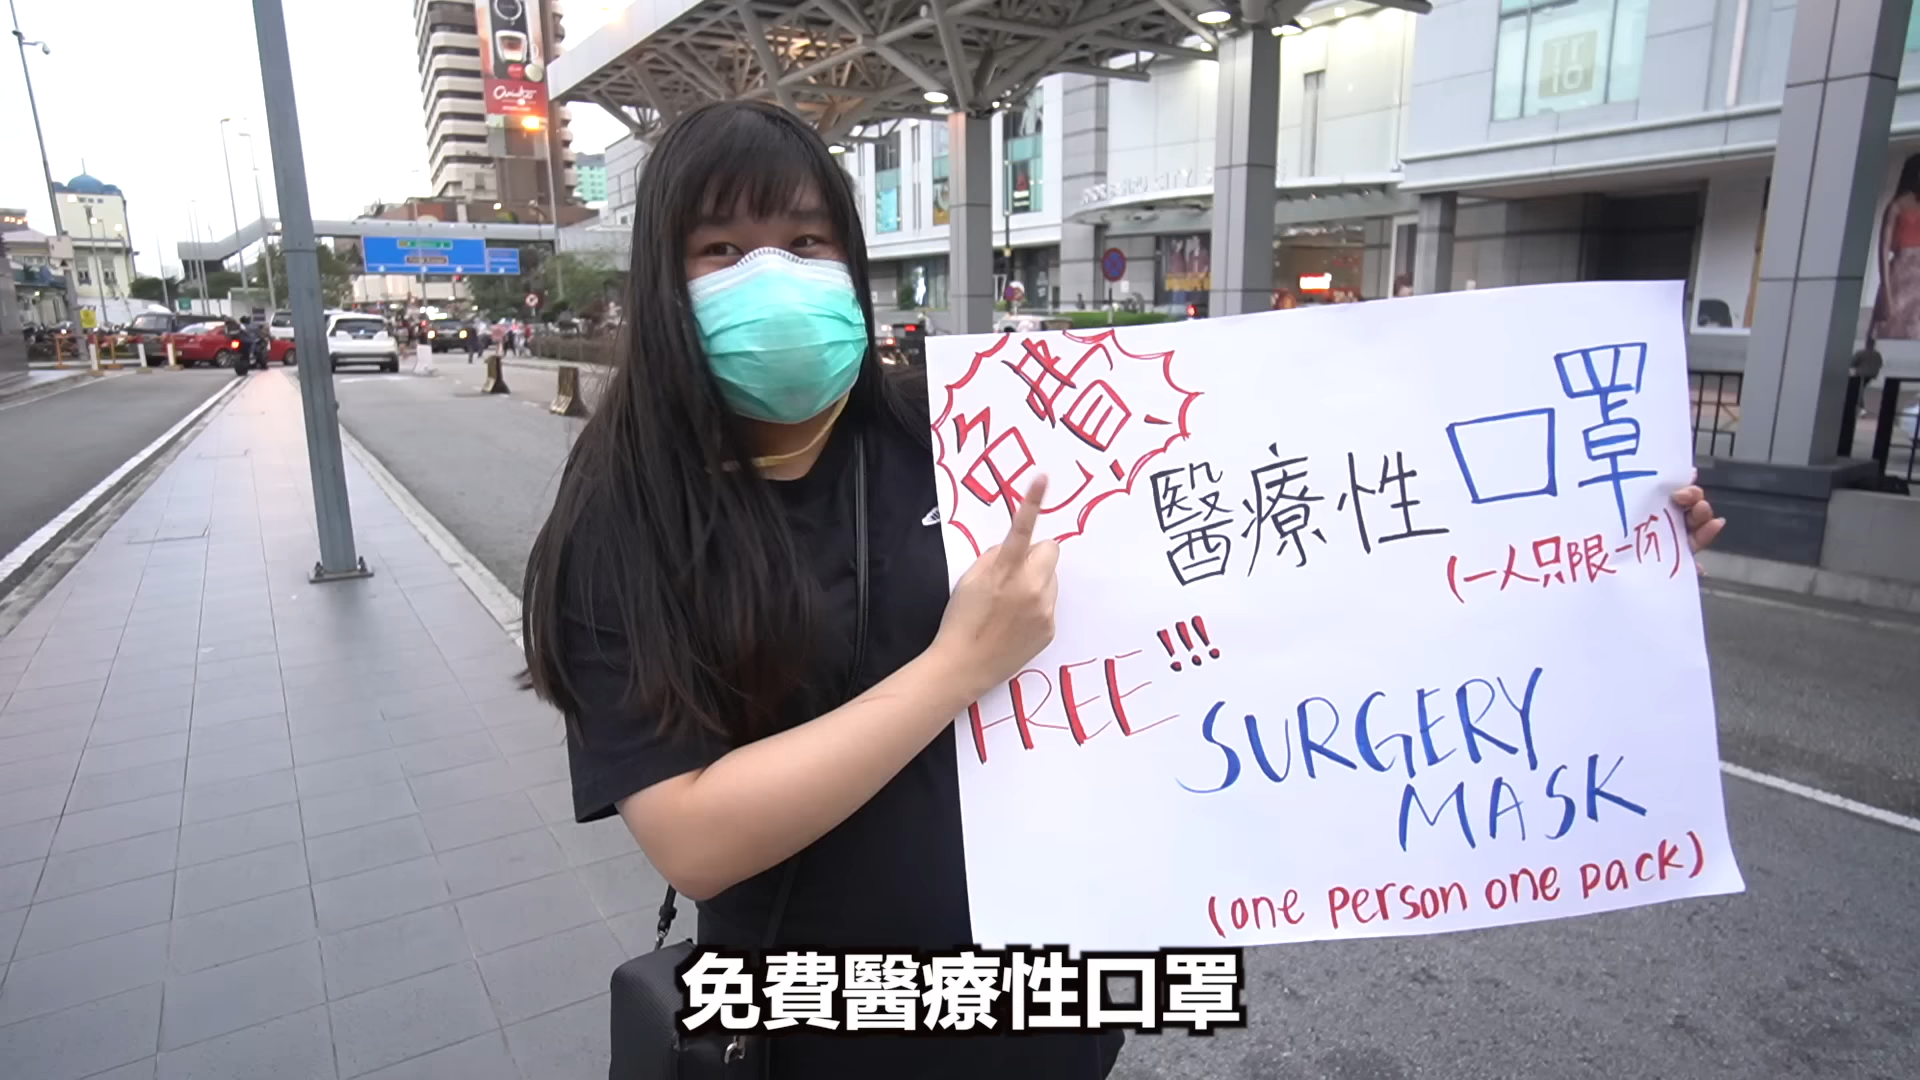 免費!
醫療性口罩
(一人只限一份)
FREE!!!
SURGERY
MASK
(one person one pack)
免費醫療性口罩